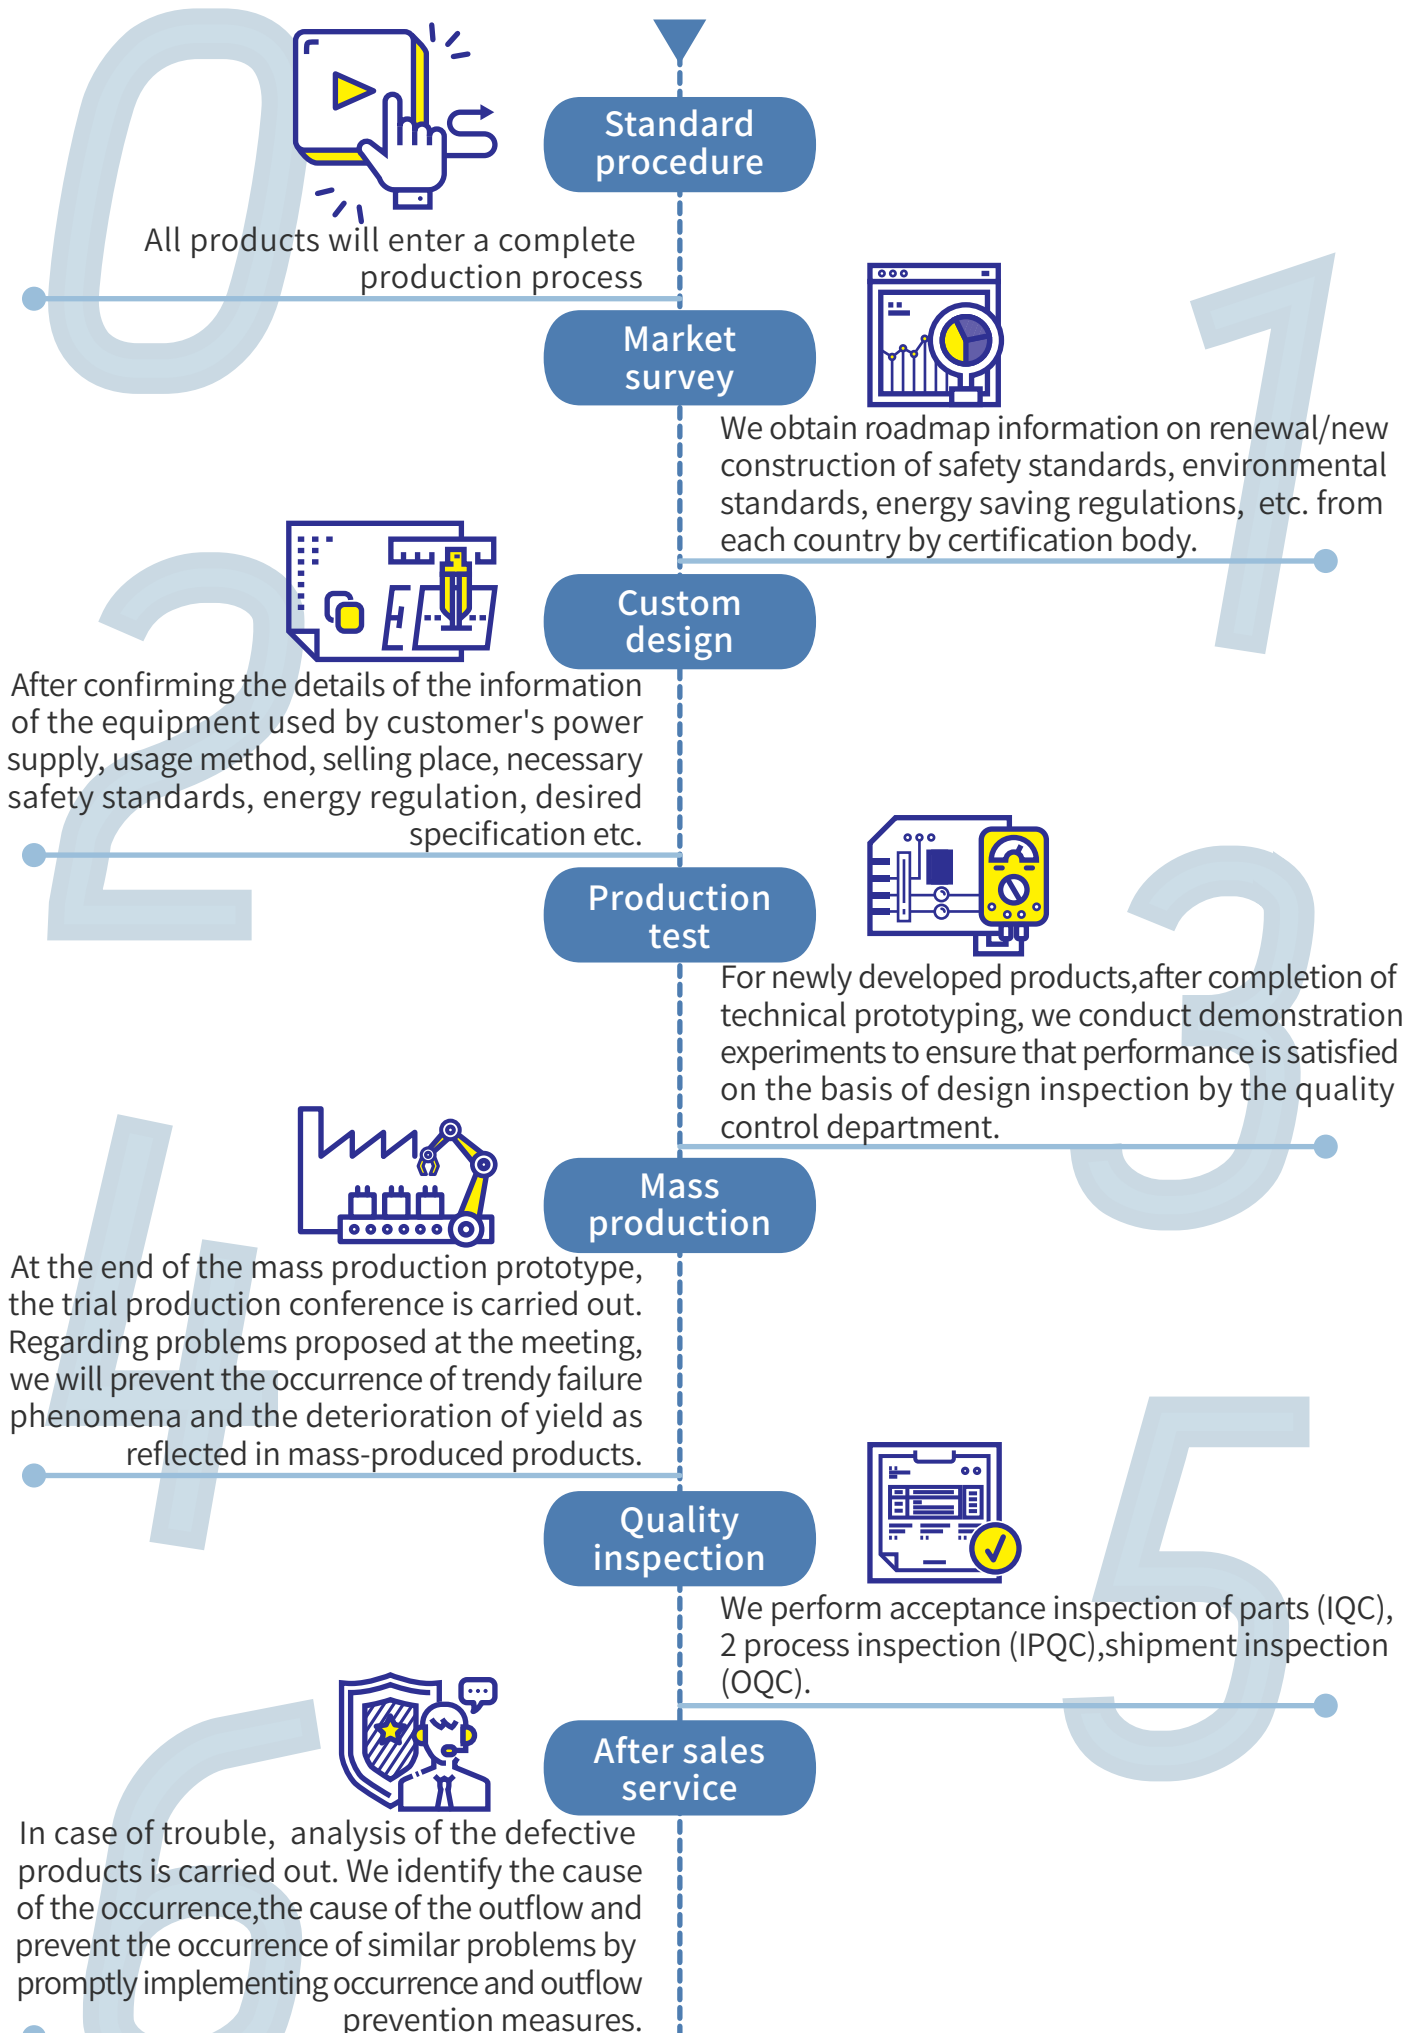 0
Standard
procedure
All products will enter a complete
production process
1
Market
survey
We obtain roadmap information on renewal/new
construction of safety standards, environmental
standards, energy saving regulations, etc. from
each country by certification body.
2
Custom
design
After confirming the details of the information
of the equipment used by customer's power
supply, usage method, selling place, necessary
safety standards, energy regulation, desired
specification etc.
3
Production
test
For newly developed products,after completion of
technical prototyping, we conduct demonstration
experiments to ensure that performance is satisfied
on the basis of design inspection by the quality
control department.
4
Mass
production
At the end of the mass production prototype,
the trial production conference is carried out.
Regarding problems proposed at the meeting,
we will prevent the occurrence of trendy failure
phenomena and the deterioration of yield as
reflected in mass-produced products.
5
Quality
inspection
We perform acceptance inspection of parts (IQC),
2 process inspection (IPQC),shipment inspection
(OQC).
6
After sales
service
In case of trouble, analysis of the defective
products is carried out. We identify the cause
of the occurrence,the cause of the outflow and
prevent the occurrence of similar problems by
promptly implementing occurrence and outflow
prevention measures.